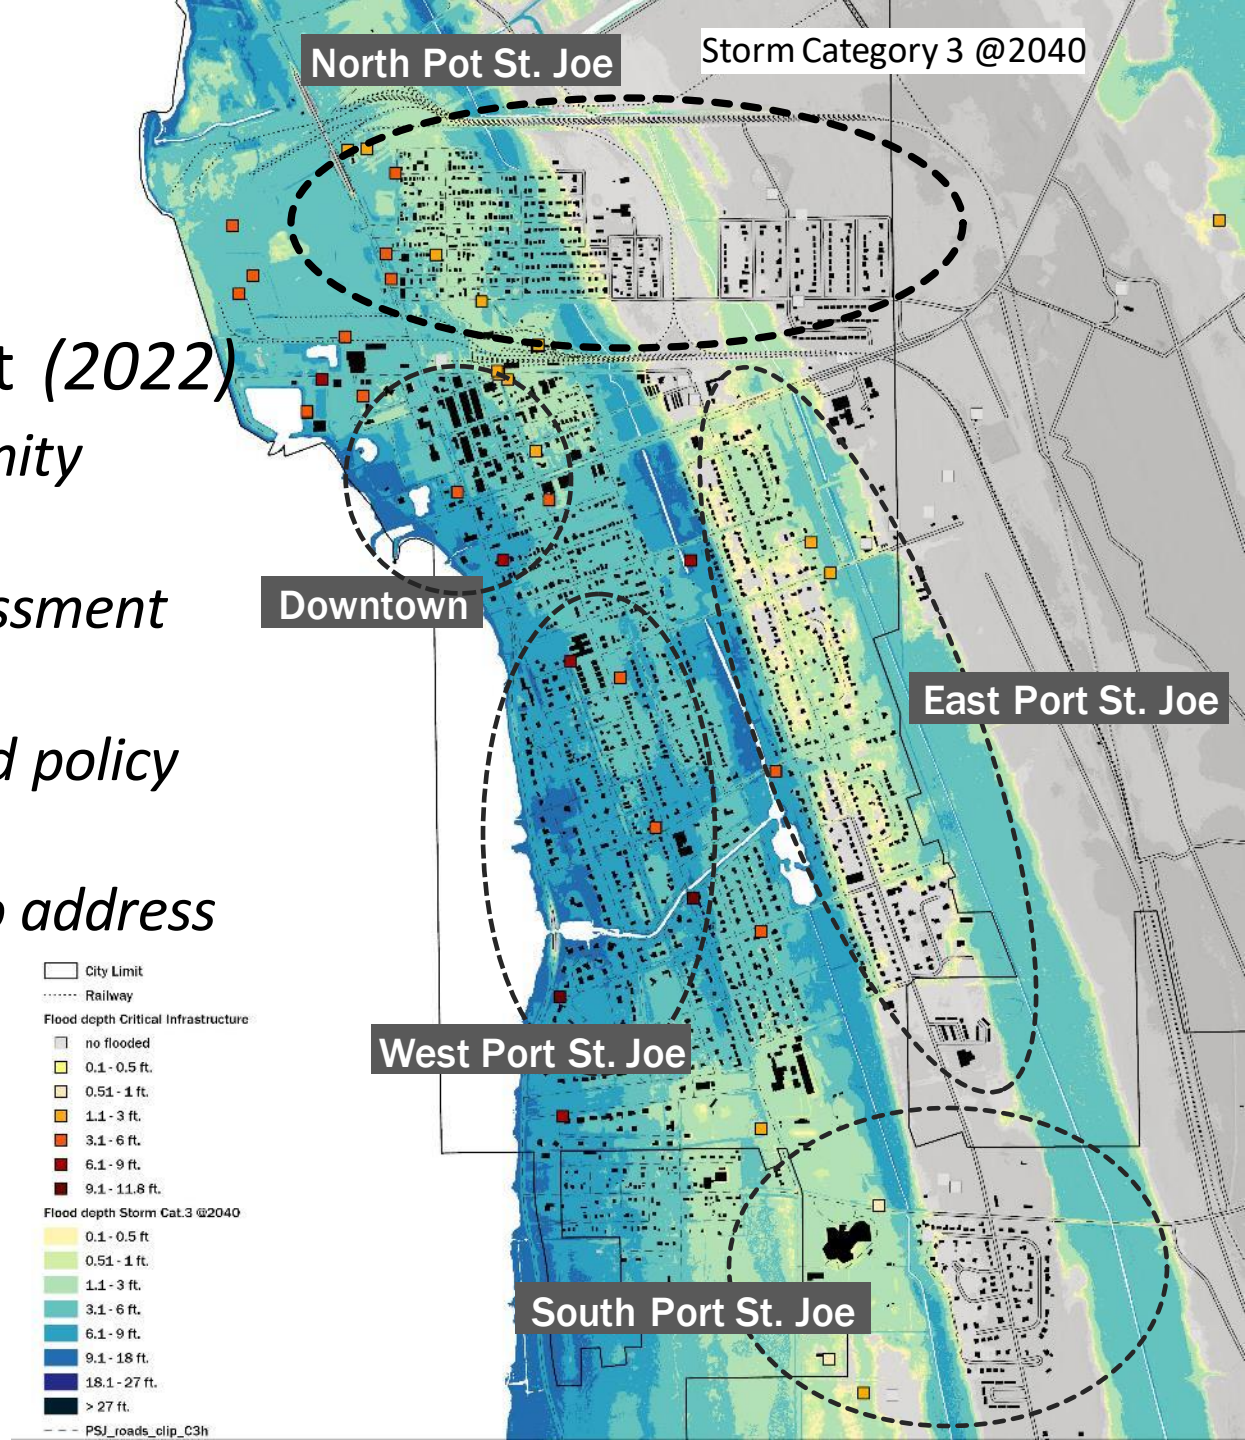 North Pot St. Joe
Storm Category 3 @2040
t (2022)
nity
ssment
Downtown
East Port St. Joe
d policy
o address
West Port St. Joe
South Port St. Joe
City Limit
Railway
Flood depth Critical Infrastructure
no flooded
0.1 - 0.5 ft.
0.51 - 1 ft.
1.1 - 3 ft.
3.1 - 6 ft.
6.1 - 9 ft.
9.1 - 11.8 ft.
Flood depth Storm Cat.3 @2040
0.1 - 0.5 ft
0.51 - 1 ft.
1.1 - 3 ft.
3.1 - 6 ft.
6.1 - 9 ft.
9.1 - 18 ft.
18.1 - 27 ft.
> 27 ft.
PSJ_roads_clip_C3h